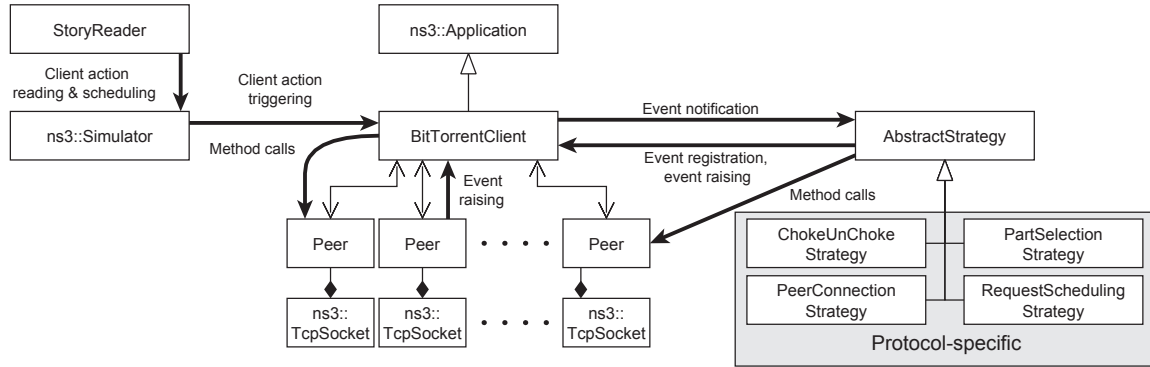 StoryReader
ns3::Application
Client action
reading & scheduling
Client action
triggering
Event notification
ns3::Simulator
BitTorrentClient
AbstractStrategy
Method calls
Event
raising
Event registration,
event raising
Method calls
Peer
Peer
. . . .
Peer
ChokeUnChoke
Strategy
PartSelection
Strategy
PeerConnection
Strategy
RequestScheduling
Strategy
ns3::
TcpSocket
ns3::
TcpSocket
. . . .
ns3::
TcpSocket
Protocol-specific